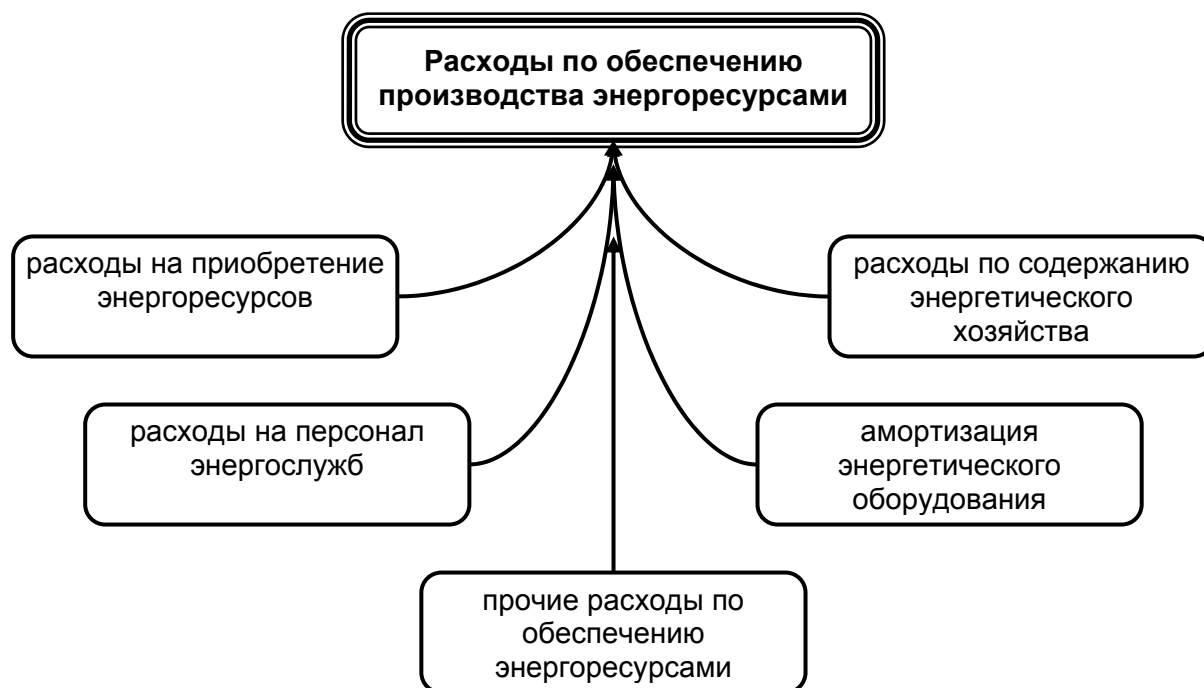 Расходы по обеспечению
производства энергоресурсами
расходы на приобретение
энергоресурсов
расходы по содержанию
энергетического
хозяйства
расходы на персонал
энергослужб
амортизация
энергетического
оборудования
прочие расходы по
обеспечению
энергоресурсами